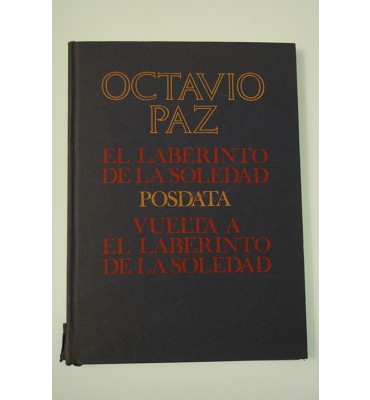 OCTAVIO
PAZ
EL LABERINTO
DE LA SOLEDAD
POSDATA
VUELTA A
EL LABERINTO
DE LA SOLEDAD